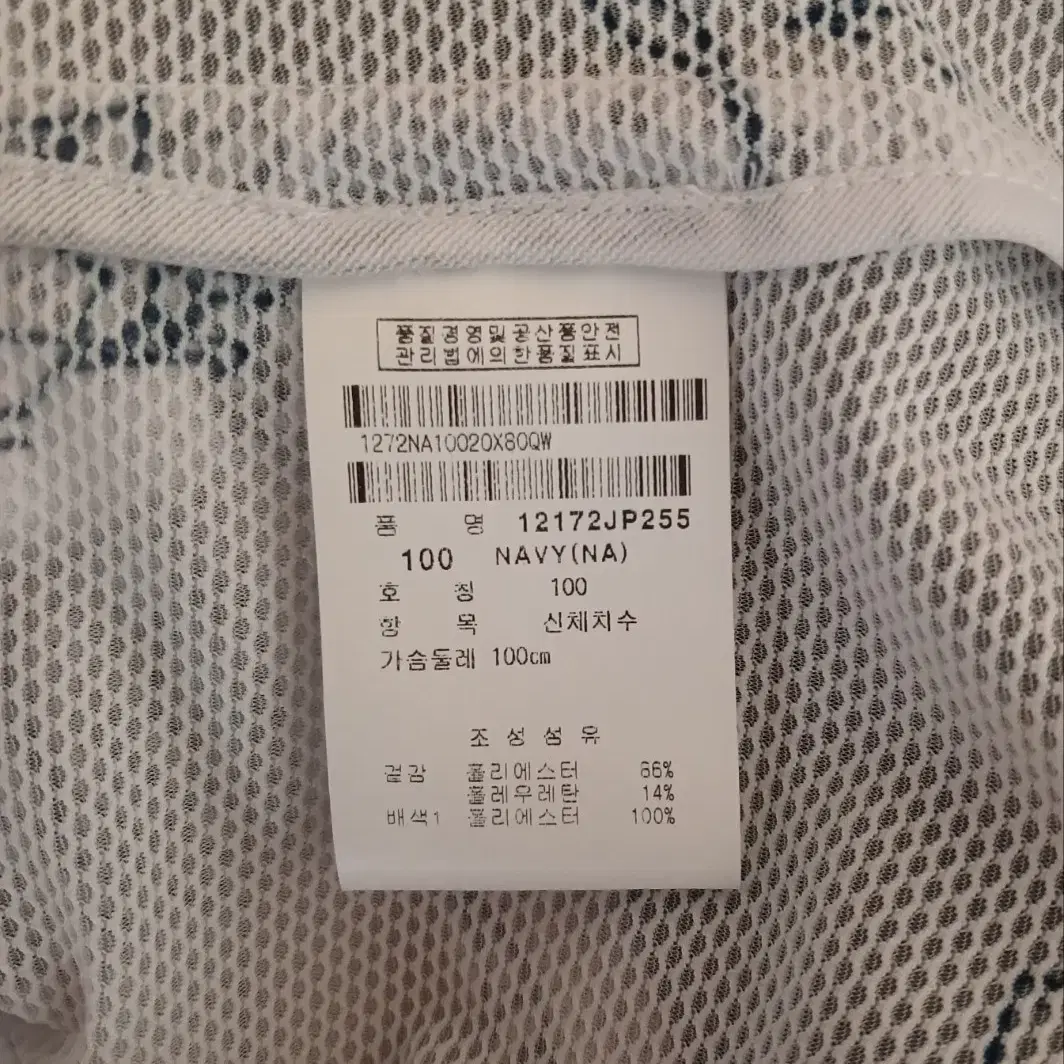 품질경영및공산품안전
관리법에의한품질표시
1272NA10020X80QW
품 명 12172JP255
100 NAVY(NA)
호 칭 100
항 목 신체치수
가슴둘레 100cm
조성섬유
겉감 폴리에스터 86%
폴리우레탄 14%
배색1 폴리에스터 100%